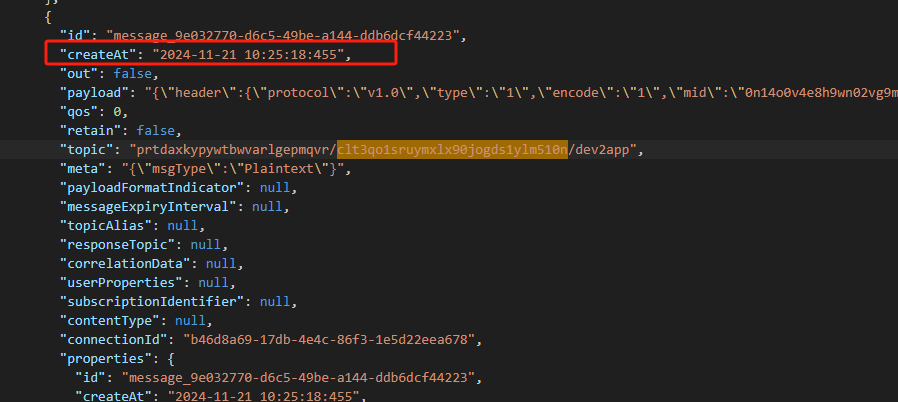 },
{
"id": "message_9e032770-d6c5-49be-a144-ddb6dcf44223",
"createAt": "2024-11-21 10:25:18:455",
"out": false,
"payload": "{\"header\":{\"protocol\":\"v1.0\",\"type\":\"1\",\"encode\":\"1\",\"mid\":\"0n14o0v4e8h9wn02vg9m
"qos": 0,
"retain": false,
"topic": "prtdaxkypywtbwvarlgepmqvr/clt3qo1sruymxlx90jogds1ylm510n/dev2app",
"meta": "{\"msgType\":\"Plaintext\"}",
"payloadFormatIndicator": null,
"messageExpiryInterval": null,
"topicAlias": null,
"responseTopic": null,
"correlationData": null,
"userProperties": null,
"subscriptionIdentifier": null,
"contentType": null,
"connectionId": "b46d8a69-17db-4e4c-86f3-1e5d22eea678",
"properties": {
"id": "message_9e032770-d6c5-49be-a144-ddb6dcf44223",
"createAt": "2024-11-21 10:25:18:455",